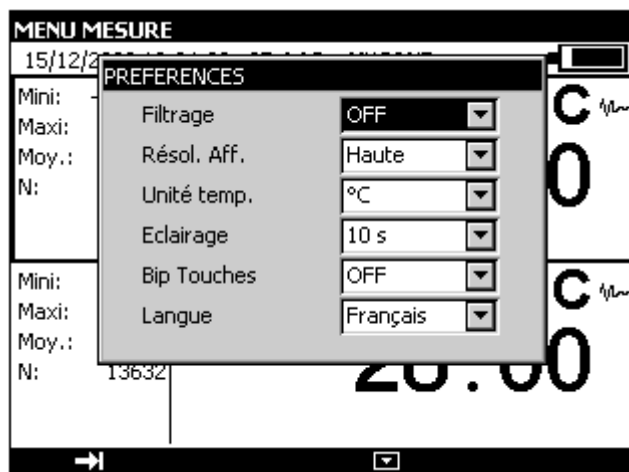 MENU MESURE
15/12/2
PREFERENCES
Filtrage OFF
Résol. Aff. Haute
Unité temp. °C
Eclairage 10 s
Bip Touches OFF
Langue Français
Mini: -
Maxi:
Moy.:
N:
C
0
Mini:
Maxi:
Moy.:
N: 13632
C